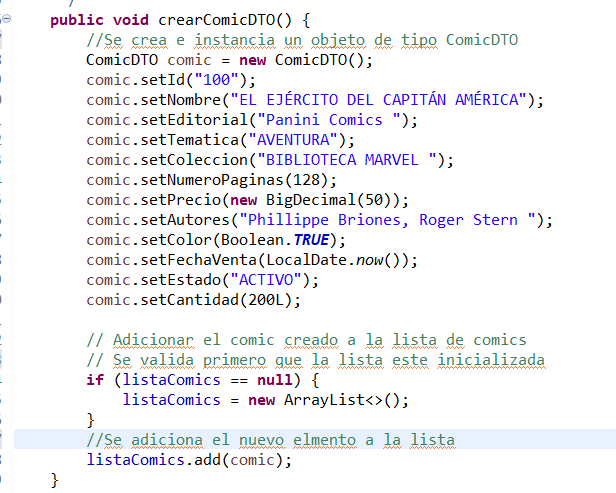 public void crearComicDTO() {
//Se crea e instancia un objeto de tipo ComicDTO
ComicDTO comic = new ComicDTO();
comic.setId("100");
comic.setNombre("EL EJÉRCITO DEL CAPITÁN AMÉRICA");
comic.setEditorial("Panini Comics ");
comic.setTematica("AVENTURA");
comic.setColeccion("BIBLIOTECA MARVEL ");
comic.setNumeroPaginas(128);
comic.setPrecio(new BigDecimal(50));
comic.setAutores("Phillippe Briones, Roger Stern ");
comic.setColor(Boolean.TRUE);
comic.setFechaVenta(LocalDate.now());
comic.setEstado("ACTIVO");
comic.setCantidad(200L);
// Adicionar el comic creado a la lista de comics
// Se valida primero que la lista este inicializada
if (listaComics == null) {
listaComics = new ArrayList<>();
}
//Se adiciona el nuevo elmento a la lista
listaComics.add(comic);
}